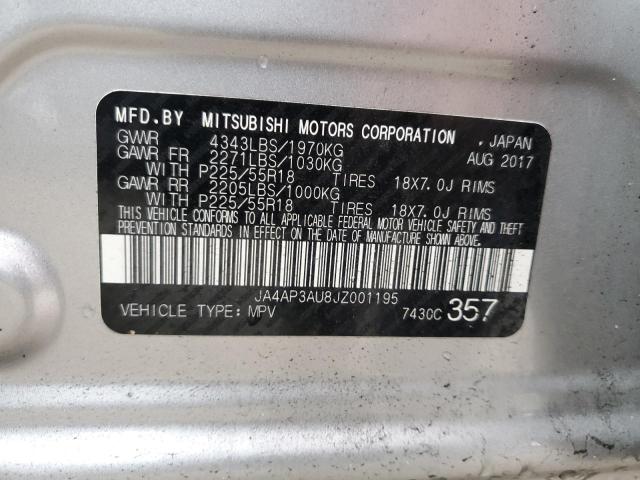 MFD.BY MITSUBISHI MOTORS CORPORATION , JAPAN
GVWR 4343LBS/1970KG AUG 2017
GAWR FR 2271LBS/1030KG
WITH P225/55R18 TIRES 18X7.0J RIMS
GAWR RR 2205LBS/1000KG
WITH P225/55R18 TIRES 18X7.0J RIMS
THIS VEHICLE CONFORMS TO ALL APPLICABLE FEDERAL MOTOR VEHICLE SAFETY AND THEFT
PREVENTION STANDARDS IN EFFECT ON THE DATE OF MANUFACTURE SHOWN ABOVE.
JA4AP3AU8JZ001195
VEHICLE TYPE: MPV 7430C 357